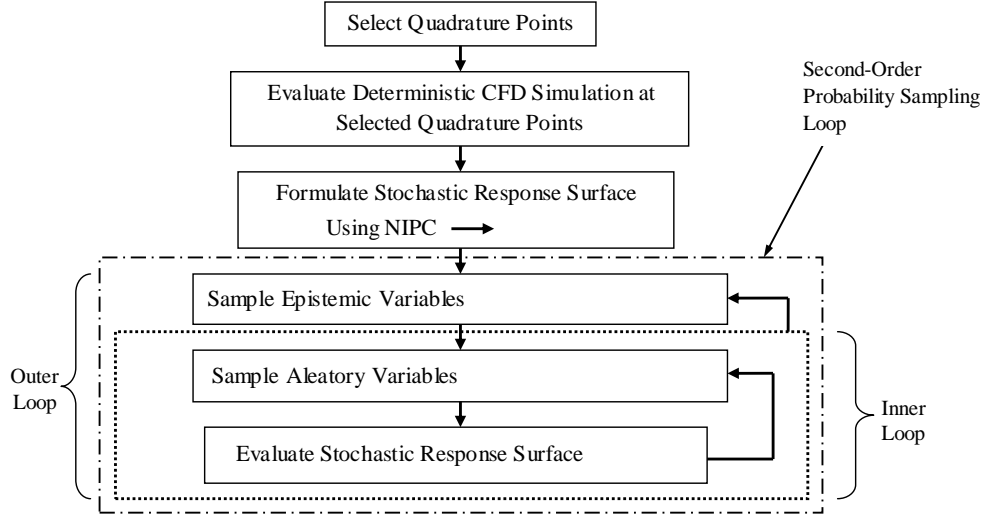 Select Quadrature Points
Evaluate Deterministic CFD Simulation at
Selected Quadrature Points
Second-Order
Probability Sampling
Loop
Formulate Stochastic Response Surface
Using NIPC
Sample Epistemic Variables
Outer
Loop
Sample Aleatory Variables
Evaluate Stochastic Response Surface
Inner
Loop